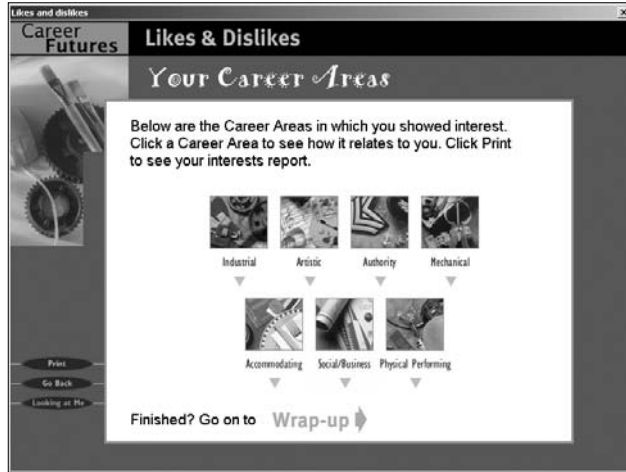 Likes and dislikes
Career
Futures
Likes & Dislikes
Your Career Areas
Below are the Career Areas in which you showed interest.
Click a Career Area to see how it relates to you. Click Print
to see your interests report.
Industrial Artistic Authority Mechanical
Accommodating Social/Business Physical Performing
Print
Go Back
Looking at Me
Finished? Go on to Wrap-up